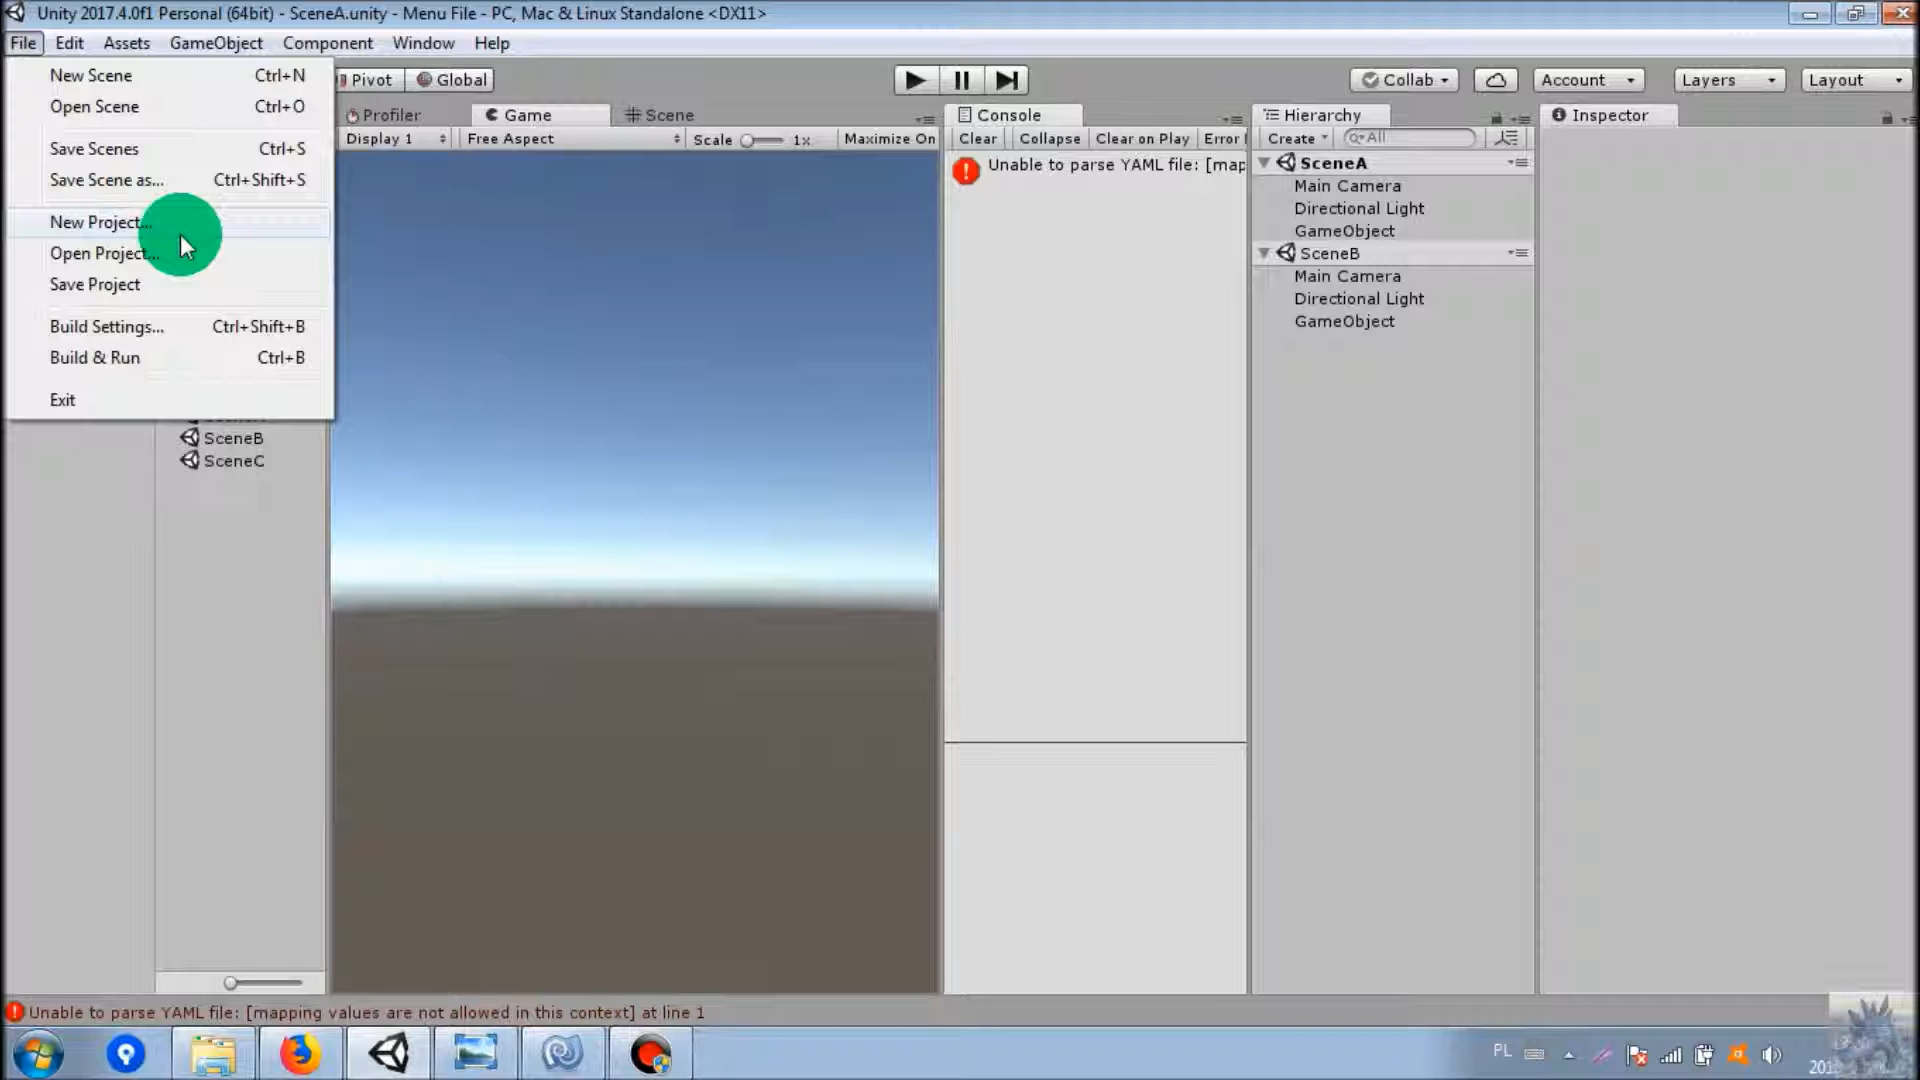 Unity 2017.4.0f1 Personal (64bit) - SceneA.unity - Menu File - PC, Mac & Linux Standalone <DX11>
File Edit Assets GameObject Component Window Help
New Scene Ctrl+N
Open Scene Ctrl+O
Save Scenes Ctrl+S
Save Scene as... Ctrl+Shift+S
New Project...
Open Project...
Save Project
Build Settings... Ctrl+Shift+B
Build & Run Ctrl+B
Exit
SceneB
SceneC
Pivot Global
Collab Account Layers Layout
Profiler Game Scene
Display 1 Free Aspect Scale 1x Maximize On
Console
Clear Collapse Clear on Play Error
Unable to parse YAML file: [map
Hierarchy
Create All
SceneA
Main Camera
Directional Light
GameObject
SceneB
Main Camera
Directional Light
GameObject
Inspector
Unable to parse YAML file: [mapping values are not allowed in this context] at line 1
PL